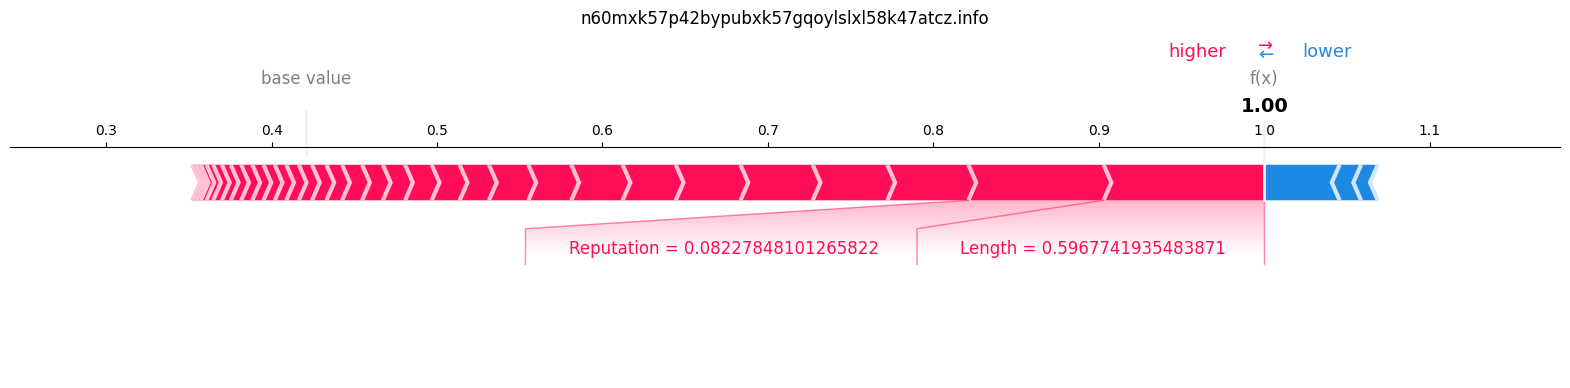 n60mxk57p42bypubxk57gqoylslxl58k47atcz.info
higher ⇄ lower
base value f(x)
1.00
0.3 0.4 0.5 0.6 0.7 0.8 0.9 1.0 1.1
Reputation = 0.08227848101265822 Length = 0.5967741935483871